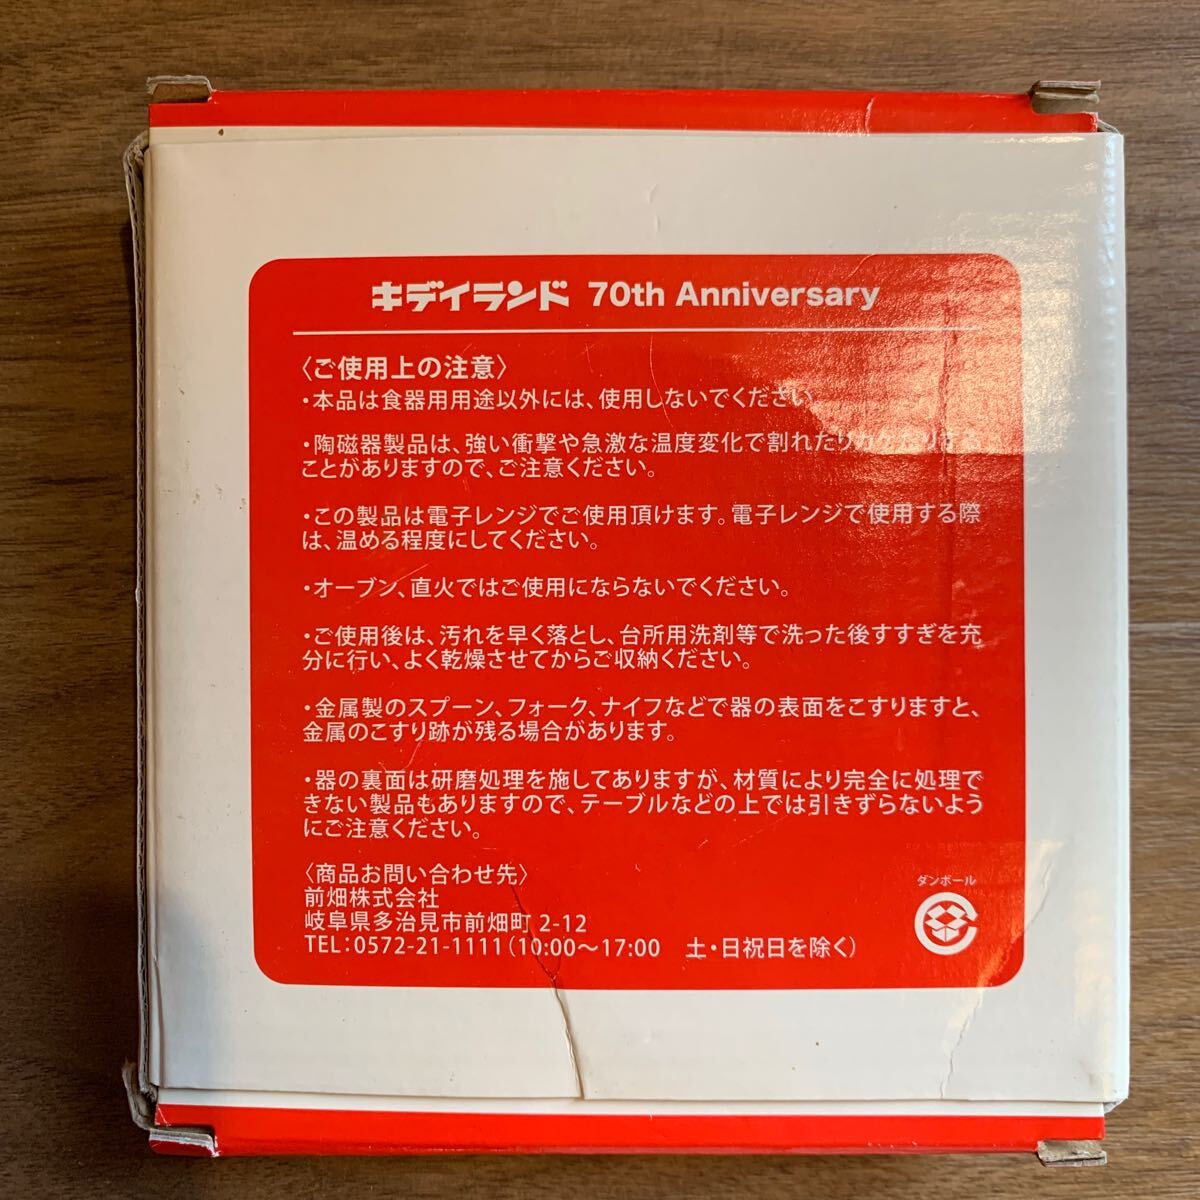 キデイランド 70th Anniversary
〈ご使用上の注意〉
・本品は食器用用途以外には、使用しないでください
・陶磁器製品は、強い衝撃や急激な温度変化で割れたりカケたりする
ことがありますので、ご注意ください。
・この製品は電子レンジでご使用頂けます。電子レンジで使用する際
は、温める程度にしてください。
・オーブン、直火ではご使用にならないでください。
・ご使用後は、汚れを早く落とし、台所用洗剤等で洗った後すすぎを充
分に行い、よく乾燥させてからご収納ください。
・金属製のスプーン、フォーク、ナイフなどで器の表面をこすりますと、
金属のこすり跡が残る場合があります。
・器の裏面は研磨処理を施してありますが、材質により完全に処理で
きない製品もありますので、テーブルなどの上では引きずらないよう
にご注意ください。
〈商品お問い合わせ先〉
前畑株式会社
岐阜県多治見市前畑町 2-12
TEL:0572-21-1111(10:00〜17:00 土・日祝日を除く)
ダンボール